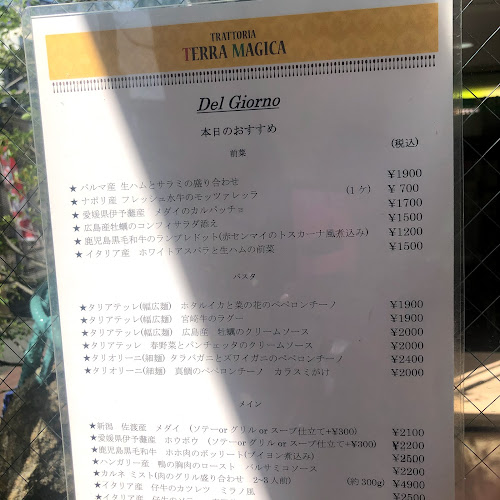 TRATTORIA
TERRA MAGICA
Del Giorno
本日のおすすめ
(税込)
前菜
★パルマ産 生ハムとサラミの盛り合わせ ¥1900
★ナポリ産 フレッシュ水牛のモッツァレッラ (1ケ) ¥ 700
★愛媛県伊予灘産 メダイのカルパッチョ ¥1700
★広島産牡蠣のコンフィサラダ添え ¥1500
★鹿児島黒毛和牛のランプレドット(赤センマイのトスカーナ風煮込み) ¥1200
★イタリア産 ホワイトアスパラと生ハムの前菜 ¥1500
パスタ
★タリアテッレ(幅広麺) ホタルイカと菜の花のペペロンチーノ ¥1900
★タリアテッレ(幅広麺) 宮崎牛のラグー ¥1900
★タリアテッレ(幅広麺) 広島産 牡蠣のクリームソース ¥2000
★タリアテッレ 春野菜とパンチェッタのクリームソース ¥2000
★タリオリーニ(細麺) タラバガニとズワイガニのペペロンチーノ ¥2400
★タリオリーニ(細麺) 真鯛のペペロンチーノ カラスミがけ ¥2000
メイン
★新潟 佐渡産 メダイ (ソテーor グリル or スープ仕立て+¥300) ¥2100
★愛媛県伊予灘産 ホウボウ (ソテーor グリル or スープ仕立て+¥300) ¥2200
★鹿児島黒毛和牛 ホホ肉のボッリート(ブイヨン煮込み) ¥2500
★ハンガリー産 鴨の胸肉のロースト バルサミコソース ¥2200
★カルネ ミスト(肉のグリル盛り合わせ 2~3人前) (約300g) ¥4900
★イタリア産 仔牛のカツレツ ミラノ風 ¥2500
★イタリア産